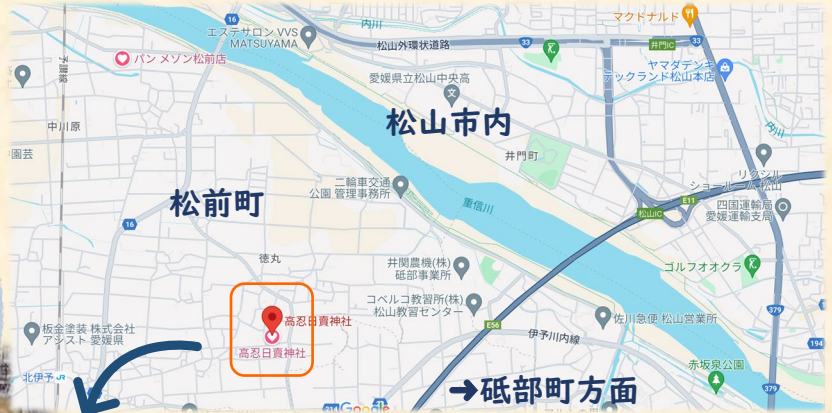 エステサロン VVS
MATSUYAMA
16
内川
松山外環状道路
33
33
マクドナルド
井門IC
パン メゾン松前店
愛媛県立松山中央高
文
ヤマダデンキ
テックランド松山本店
予讃線
中川原
園芸
松山市内
内川
井門町
二輪車交通
公園 管理事務所
リクシル
ショールーム 松山
松前町
重信川
16
E11
松山IC
四国運輸局
愛媛運輸支局
徳丸
井関農機(株)
砥部事業所
ゴルフオオクラ
コベルコ教習所(株)
松山教習センター
高忍日賣神社
高忍日賣神社
板金塗装 株式会社
アシスト 愛媛県
E56
伊予川内線
佐川急便 松山営業所
379
194
赤坂泉公園
北伊予 JR
➔砥部町方面
379
214
Google